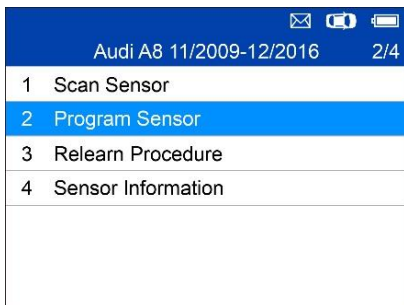 Audi A8 11/2009-12/2016 2/4
1 Scan Sensor
2 Program Sensor
3 Relearn Procedure
4 Sensor Information